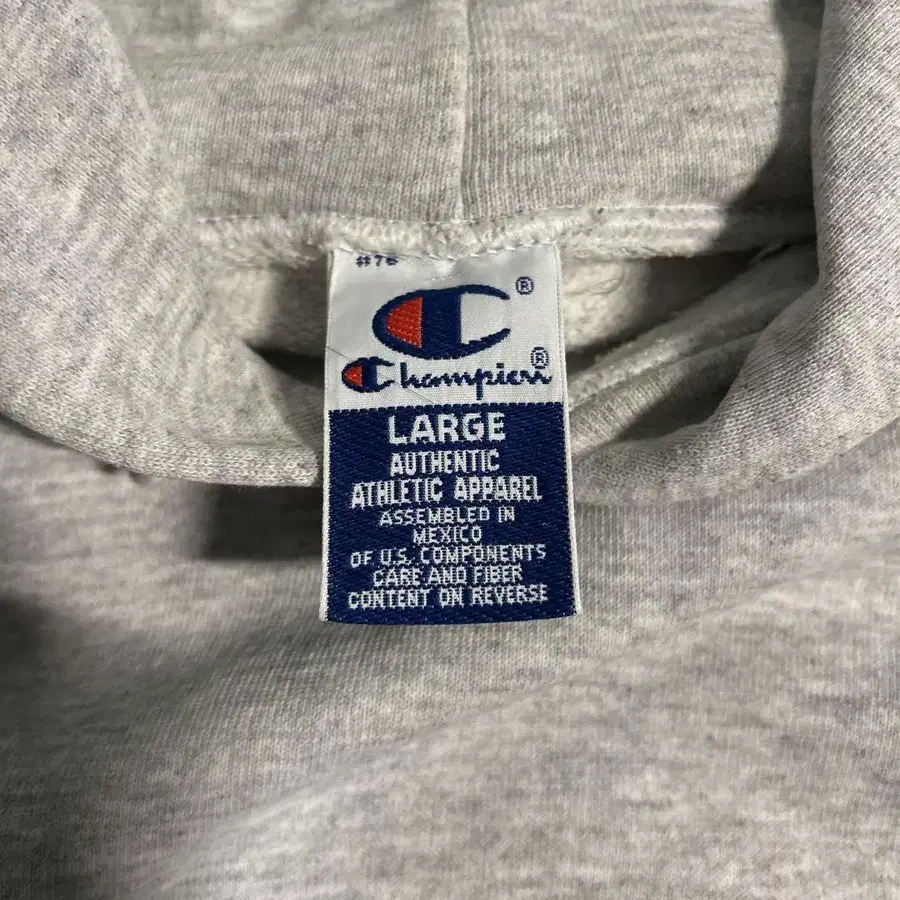 #76
®
Champion®
LARGE
AUTHENTIC
ATHLETIC APPAREL
ASSEMBLED IN
MEXICO
OF U.S. COMPONENTS
CARE AND FIBER
CONTENT ON REVERSE